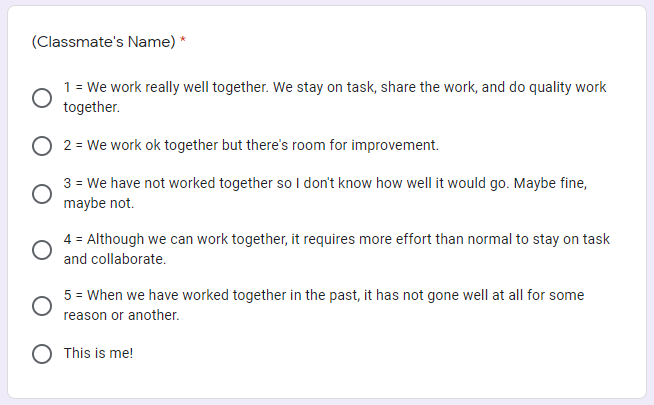 (Classmate's Name) *
1 = We work really well together. We stay on task, share the work, and do quality work
together.
2 = We work ok together but there's room for improvement.
3 = We have not worked together so I don't know how well it would go. Maybe fine,
maybe not.
4 = Although we can work together, it requires more effort than normal to stay on task
and collaborate.
5 = When we have worked together in the past, it has not gone well at all for some
reason or another.
This is me!